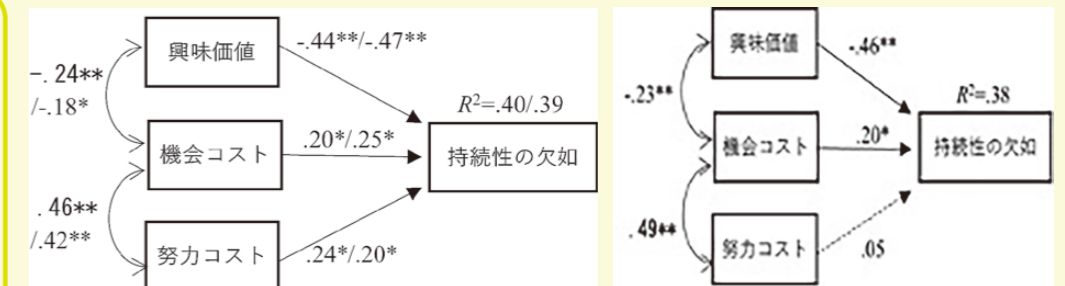 興味価値
-.44**/-.47**
-.24**
/-.18*
R²=.40/.39
機会コスト
.20*/.25*
持続性の欠如
.46**
/.42**
努力コスト
.24*/.20*
興味価値
-.46**
-.23**
R²=.38
機会コスト
.20*
持続性の欠如
.49**
努力コスト
.05